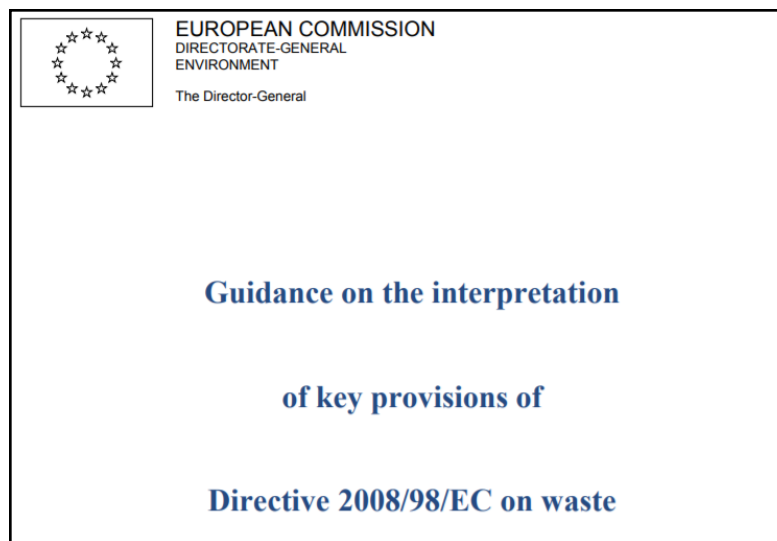 EUROPEAN COMMISSION
DIRECTORATE-GENERAL
ENVIRONMENT
The Director-General
Guidance on the interpretation
of key provisions of
Directive 2008/98/EC on waste